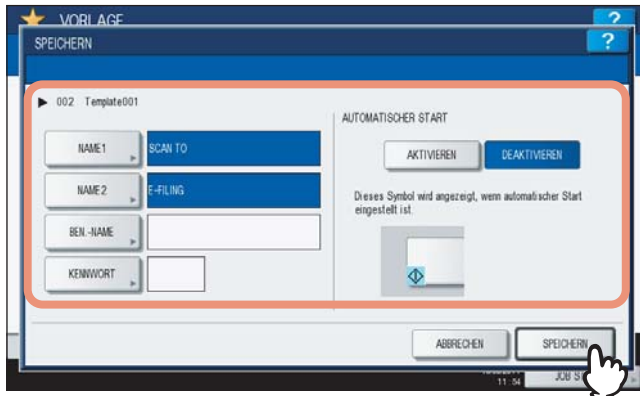 VORLAGE
?
SPEICHERN
?
002 Template001
NAME1
SCAN TO
NAME2
E-FILING
BEN.-NAME
KENNWORT
AUTOMATISCHER START
AKTIVIEREN
DEAKTIVIEREN
Dieses Symbol wird angezeigt, wenn automatischer Start
eingestellt ist.
ABBRECHEN
SPEICHERN
11:54
JOB